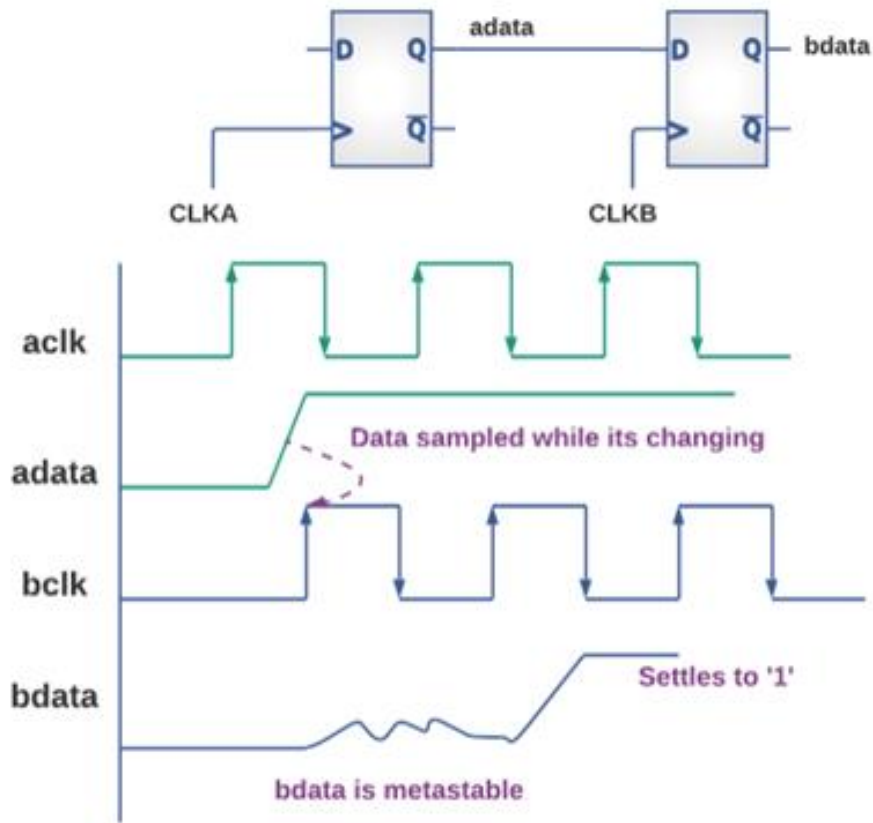 adata
D Q D Q bdata
Q Q
CLKA CLKB
aclk
Data sampled while its changing
adata
bclk
bdata
Settles to '1'
bdata is metastable